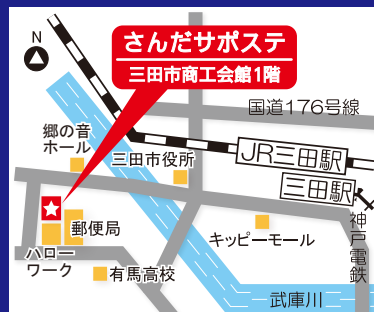 N
さんだサポステ
三田市商工会館1階
国道176号線
郷の音
ホール
三田市役所
JR三田駅
三田駅
神戸電鉄
郵便局
ハロー
ワーク
キッピーモール
有馬高校
武庫川